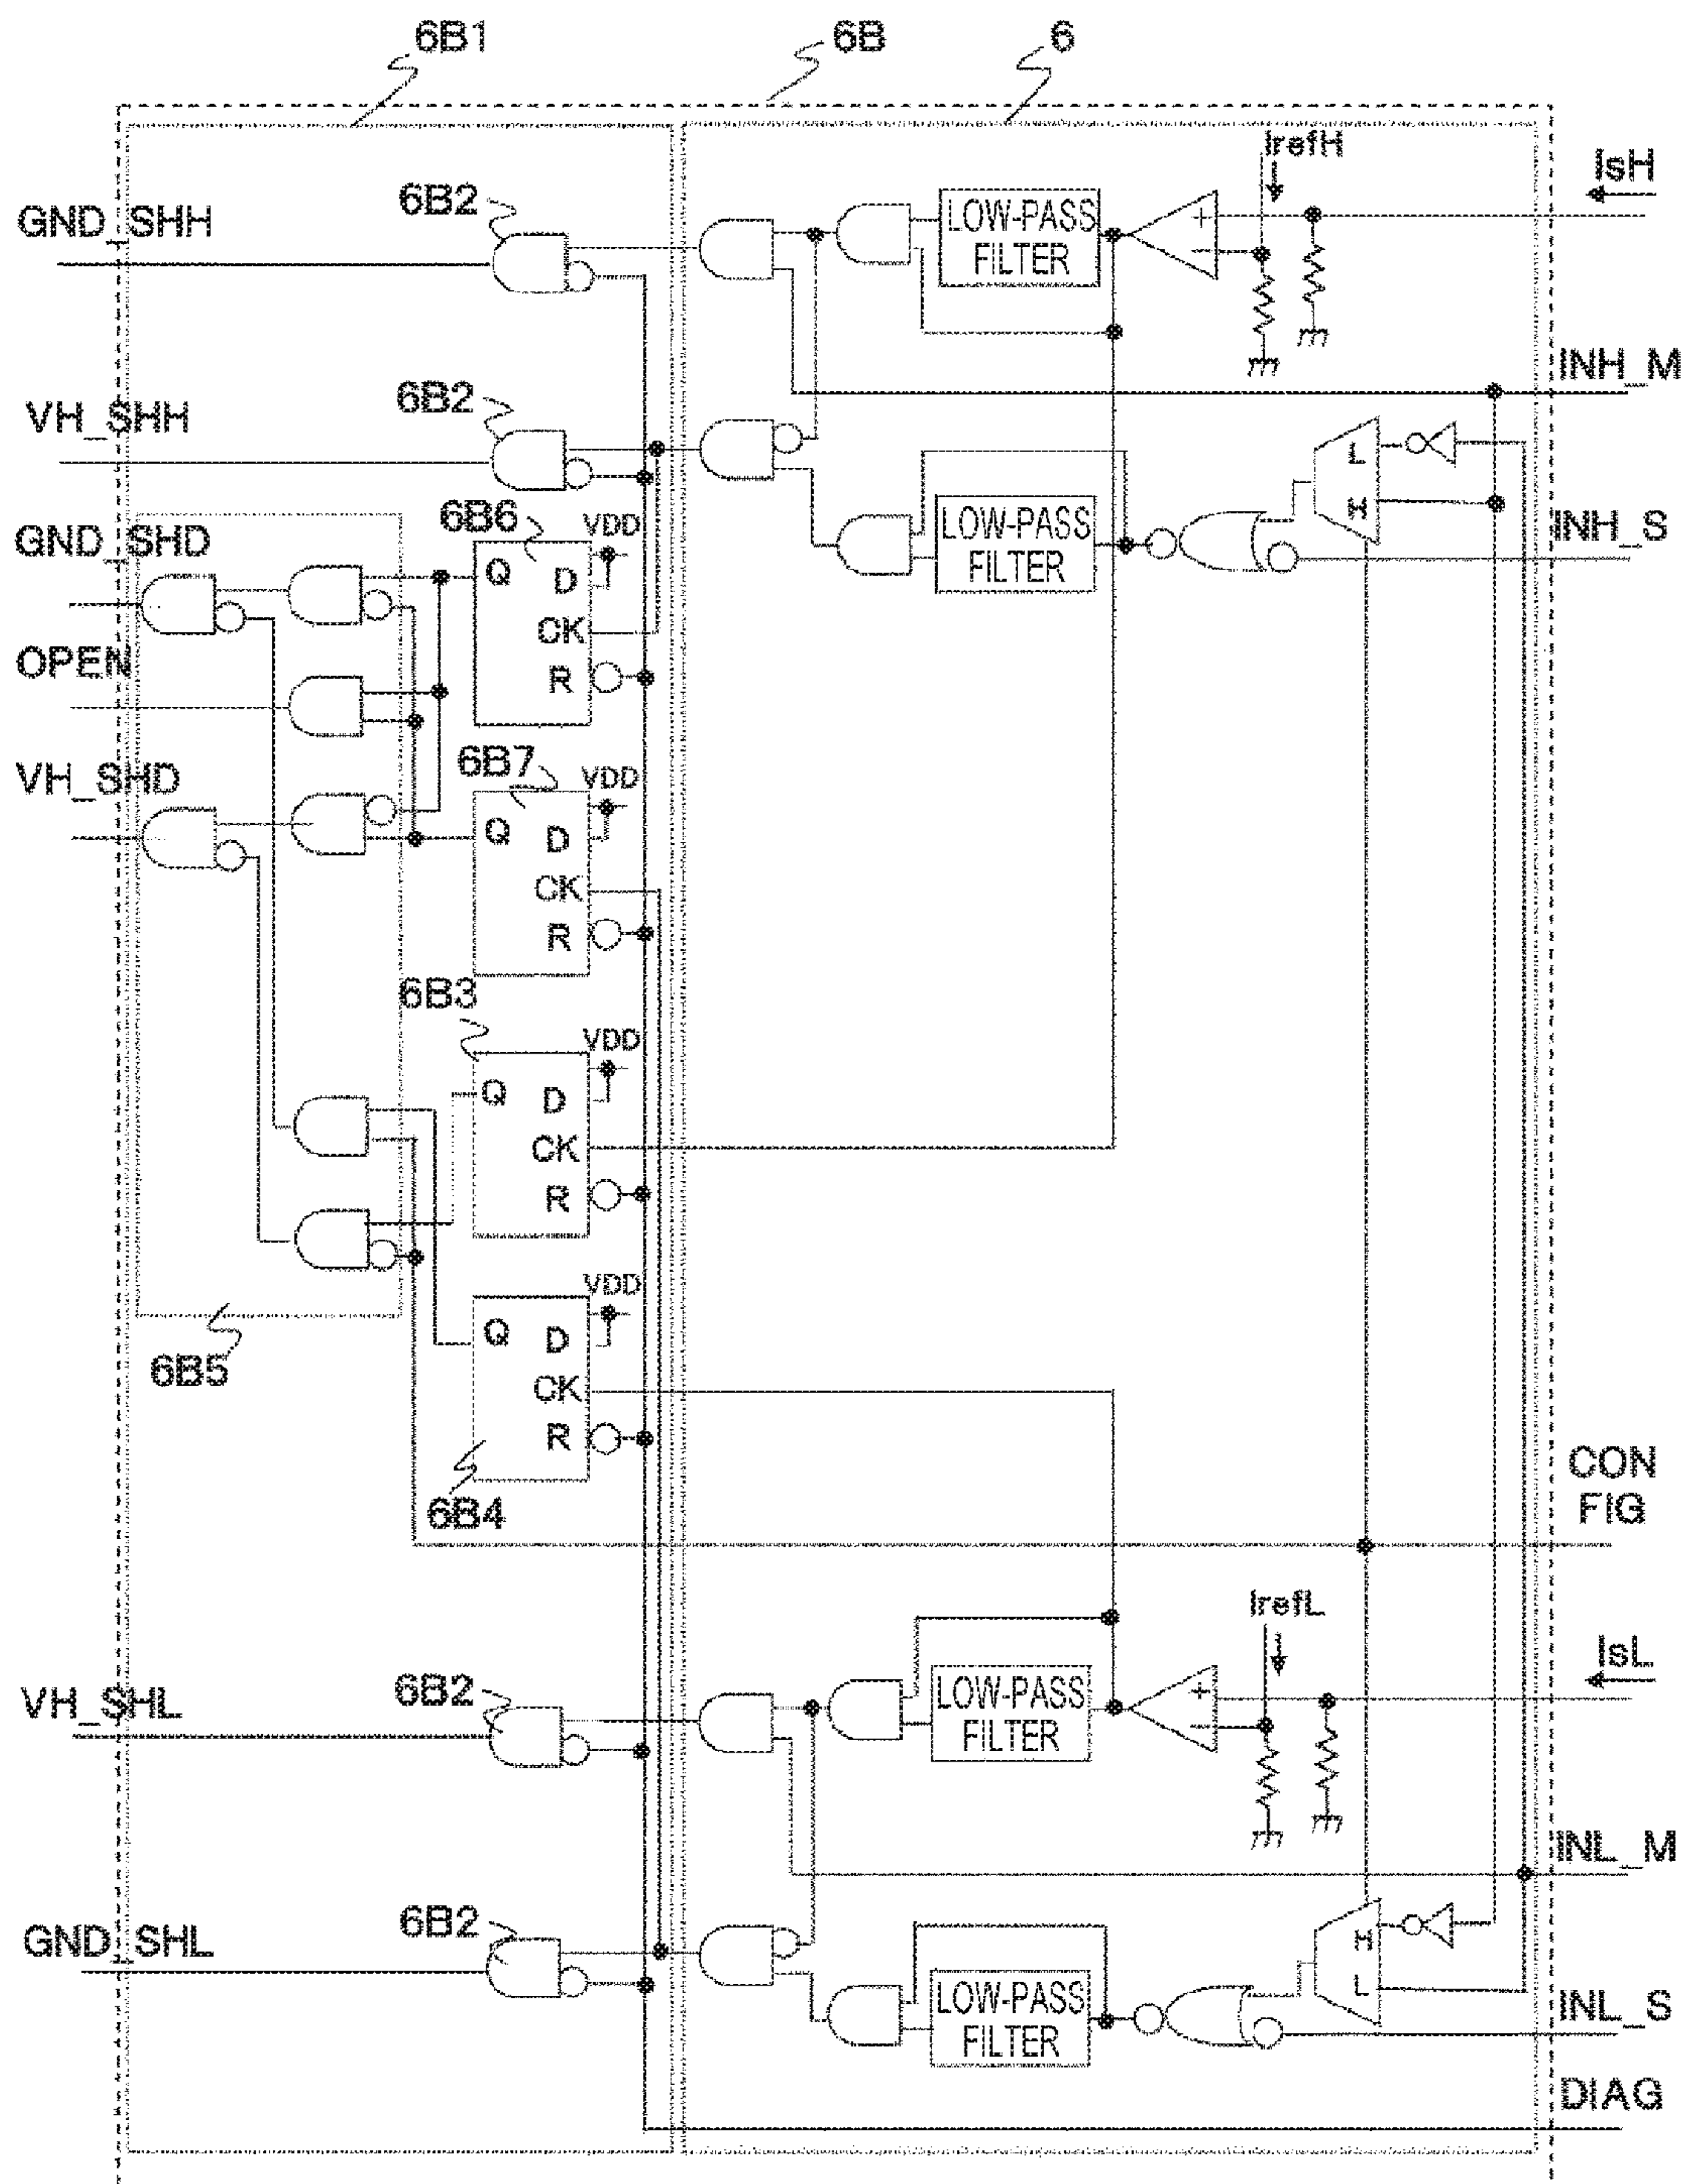 6B1
6B
6
IrefH
IsH
6B2
LOW-PASS
FILTER
+
−
GND_SHH
INH_M
6B2
VH_SHH
L
H
6B6
VDD
LOW-PASS
FILTER
INH_S
GND_SHD
Q
D
CK
R
OPEN
6B7
VDD
VH_SHD
Q
D
CK
R
6B3
VDD
Q
D
CK
R
VDD
Q
D
CK
R
6B5
6B4
CON
FIG
IrefL
IsL
6B2
VH_SHL
LOW-PASS
FILTER
+
−
INL_M
6B2
GND_SHL
H
L
LOW-PASS
FILTER
INL_S
DIAG